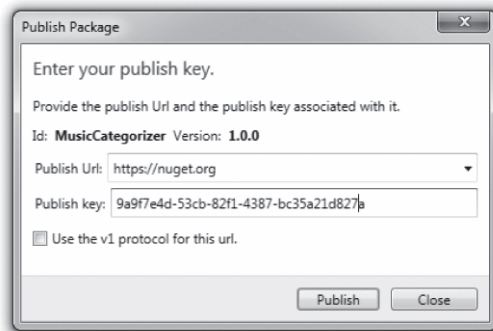 Publish Package
Enter your publish key.
Provide the publish Url and the publish key associated with it.
Id: MusicCategorizer Version: 1.0.0
Publish Url: https://nuget.org
Publish key: 9a9f7e4d-53cb-82f1-4387-bc35a21d827a
Use the v1 protocol for this url.
Publish Close